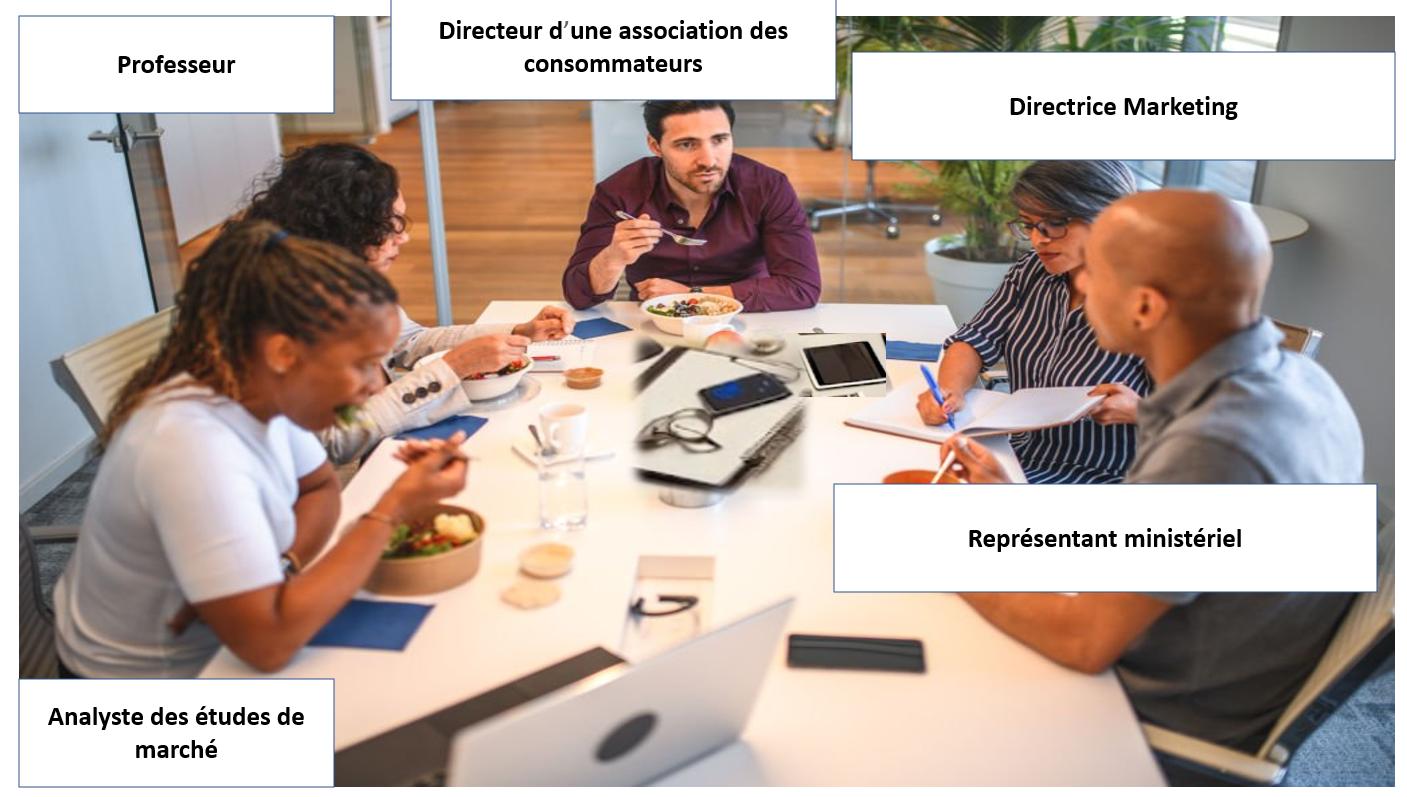 Professeur
Directeur d’une association des
consommateurs
Directrice Marketing
Représentant ministériel
Analyste des études de
marché